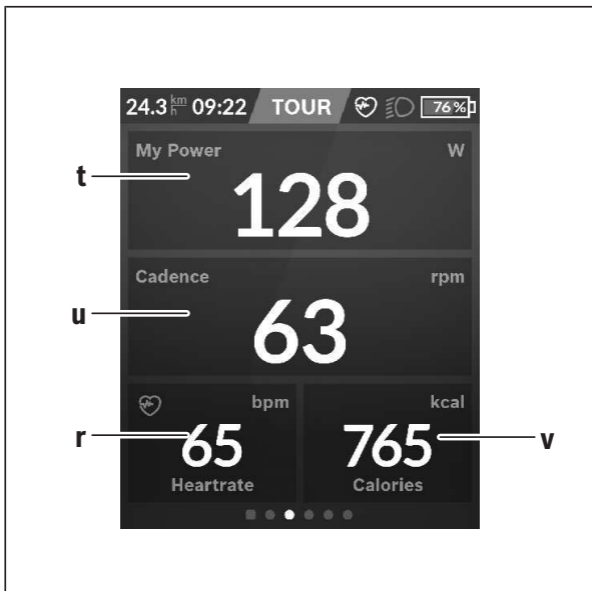 24.3 km/h 09:22 TOUR 76%
My Power W
t
128
Cadence rpm
u
63
bpm kcal
r 65 765 v
Heartrate Calories